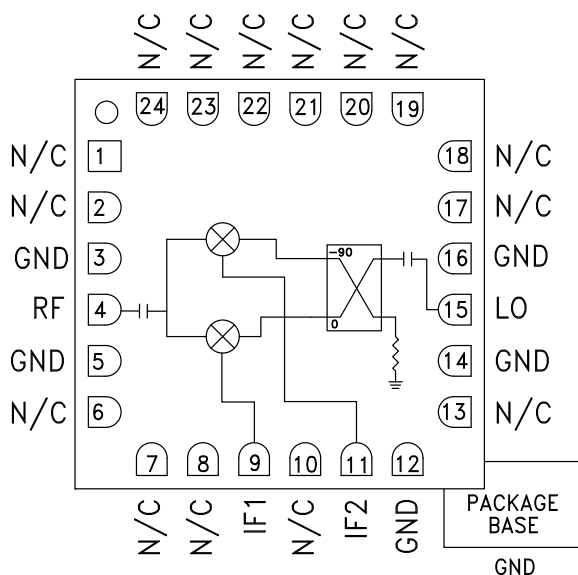 N/C N/C N/C N/C N/C N/C
24 23 22 21 20 19
N/C 1 18 N/C
N/C 2 17 N/C
GND 3 -90 16 GND
RF 4 15 LO
0
GND 5 14 GND
N/C 6 13 N/C
7 8 9 10 11 12
N/C N/C IF1 N/C IF2 GND
PACKAGE
BASE
GND